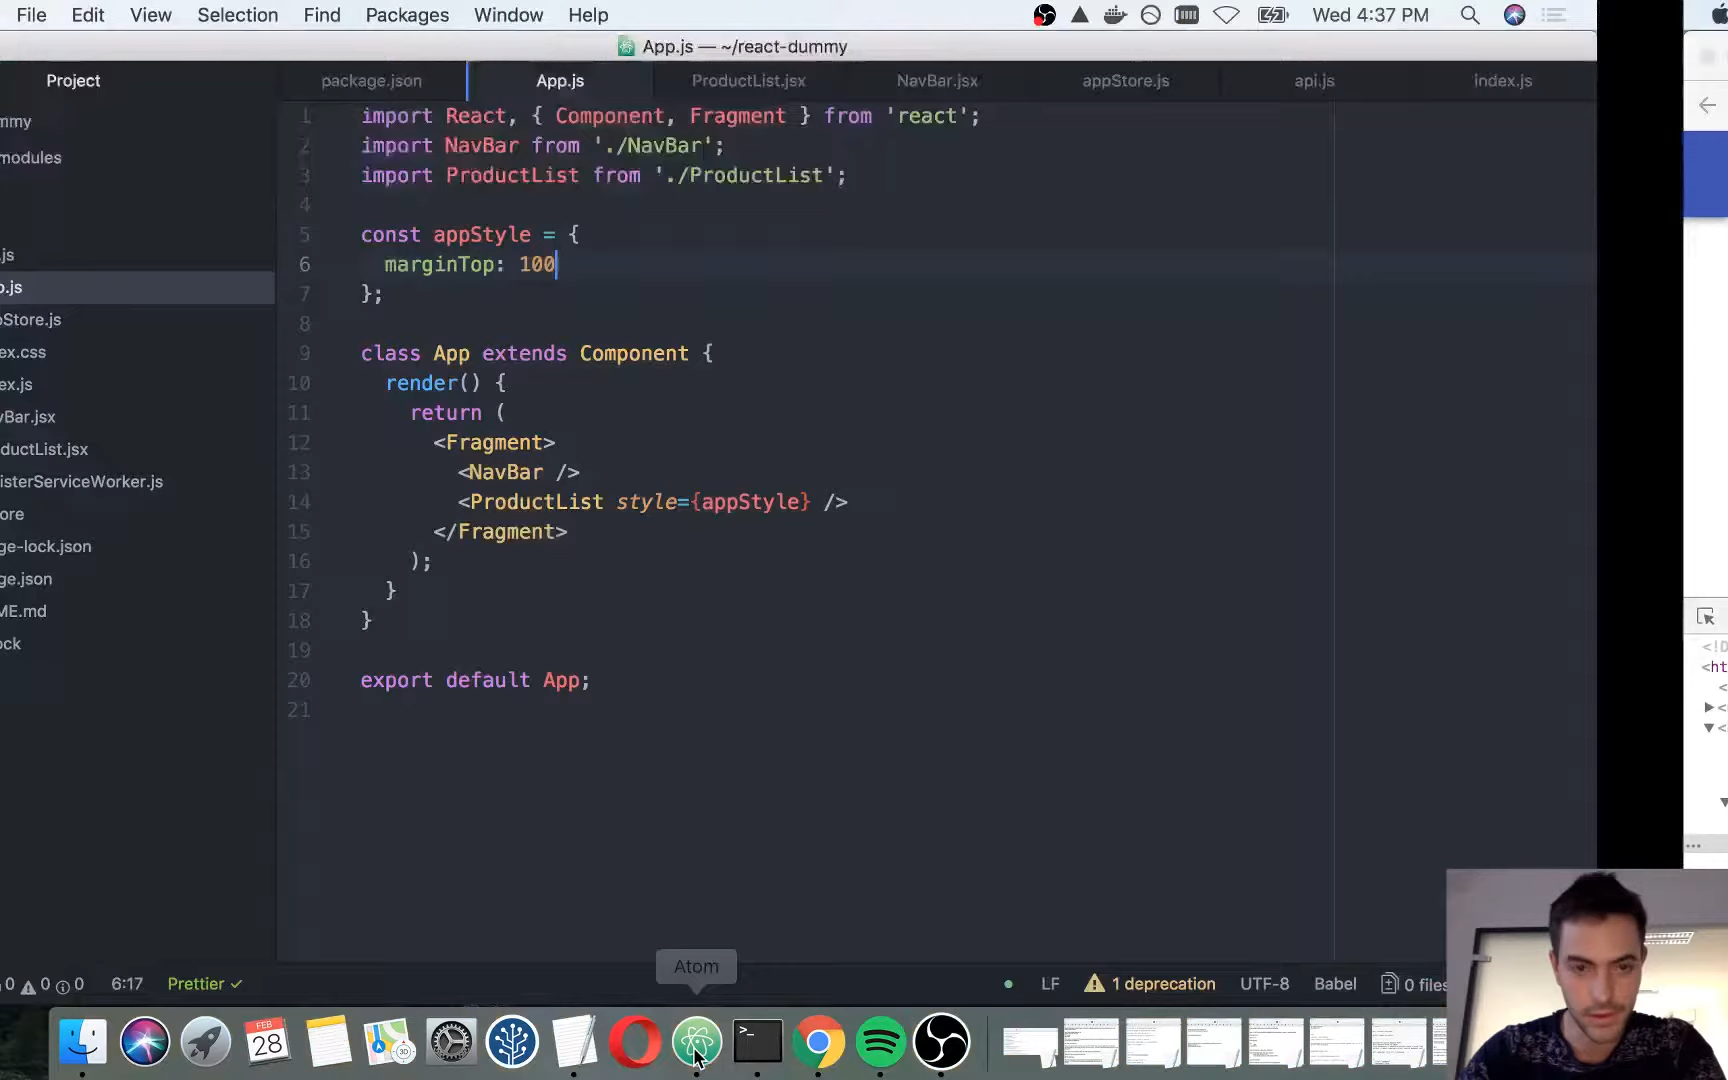 File Edit View Selection Find Packages Window Help Wed 4:37 PM
App.js — ~/react-dummy
Project package.json App.js ProductList.jsx NavBar.jsx appStore.js api.js index.js
mmy
modules
.js
p.js
pStore.js
ex.css
ex.js
vBar.jsx
ductList.jsx
isterServiceWorker.js
ore
ge-lock.json
ge.json
ME.md
ock
1 import React, { Component, Fragment } from 'react';
2 import NavBar from './NavBar';
3 import ProductList from './ProductList';
4
5 const appStyle = {
6 marginTop: 100
7 };
8
9 class App extends Component {
10 render() {
11 return (
12 <Fragment>
13 <NavBar />
14 <ProductList style={appStyle} />
15 </Fragment>
16 );
17 }
18 }
19
20 export default App;
21
<!D
<ht
<
<
<
Atom
0 0 0 6:17 Prettier ✓ LF 1 deprecation UTF-8 Babel 0 files
FEB
28
3D
>_